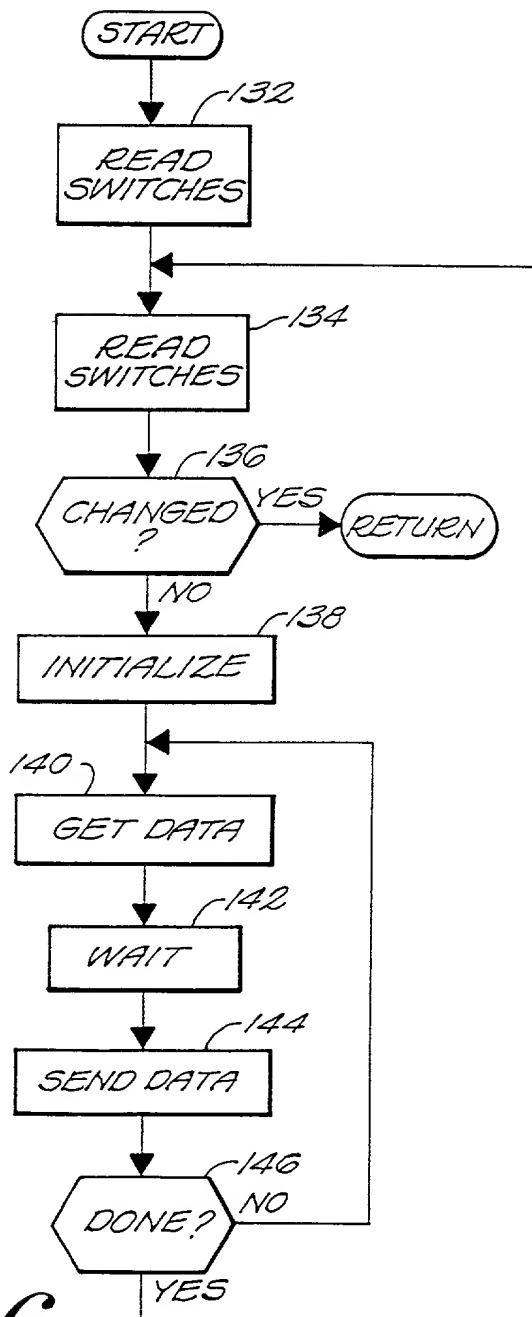 START
132
READ
SWITCHES
134
READ
SWITCHES
136
CHANGED
?
YES
RETURN
NO
138
INITIALIZE
140
GET DATA
142
WAIT
144
SEND DATA
146
DONE?
NO
YES